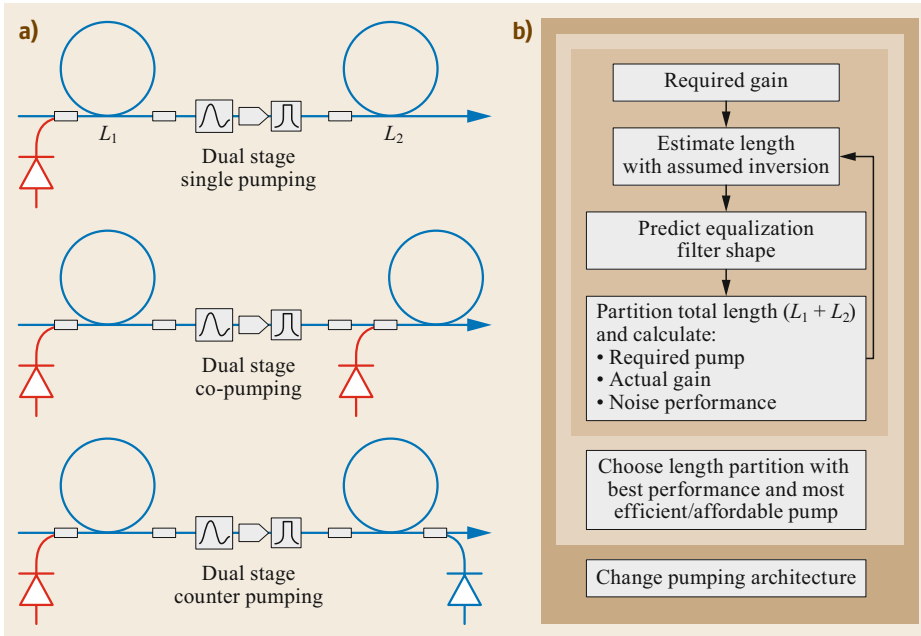 a)
L1
L2
Dual stage
single pumping
Dual stage
co-pumping
Dual stage
counter pumping
b)
Required gain
Estimate length
with assumed inversion
Predict equalization
filter shape
Partition total length (L1 + L2)
and calculate:
• Required pump
• Actual gain
• Noise performance
Choose length partition with
best performance and most
efficient/affordable pump
Change pumping architecture